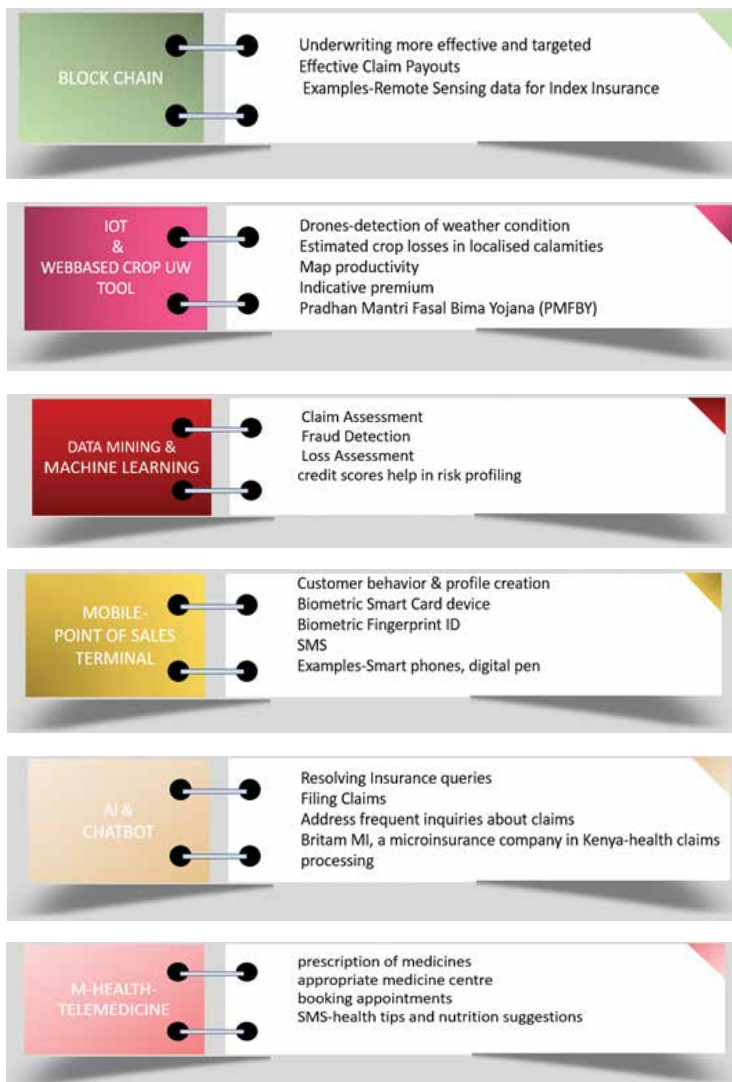 BLOCK CHAIN
Underwriting more effective and targeted
Effective Claim Payouts
Examples-Remote Sensing data for Index Insurance
IOT
&
WEBBASED CROP UW
TOOL
Drones-detection of weather condition
Estimated crop losses in localised calamities
Map productivity
Indicative premium
Pradhan Mantri Fasal Bima Yojana (PMFBY)
DATA MINING &
MACHINE LEARNING
Claim Assessment
Fraud Detection
Loss Assessment
credit scores help in risk profiling
MOBILE-
POINT OF SALES
TERMINAL
Customer behavior & profile creation
Biometric Smart Card device
Biometric Fingerprint ID
SMS
Examples-Smart phones, digital pen
AI &
CHATBOT
Resolving Insurance queries
Filing Claims
Address frequent inquiries about claims
Britam MI, a microinsurance company in Kenya-health claims
processing
M-HEALTH-
TELEMEDICINE
prescription of medicines
appropriate medicine centre
booking appointments
SMS-health tips and nutrition suggestions